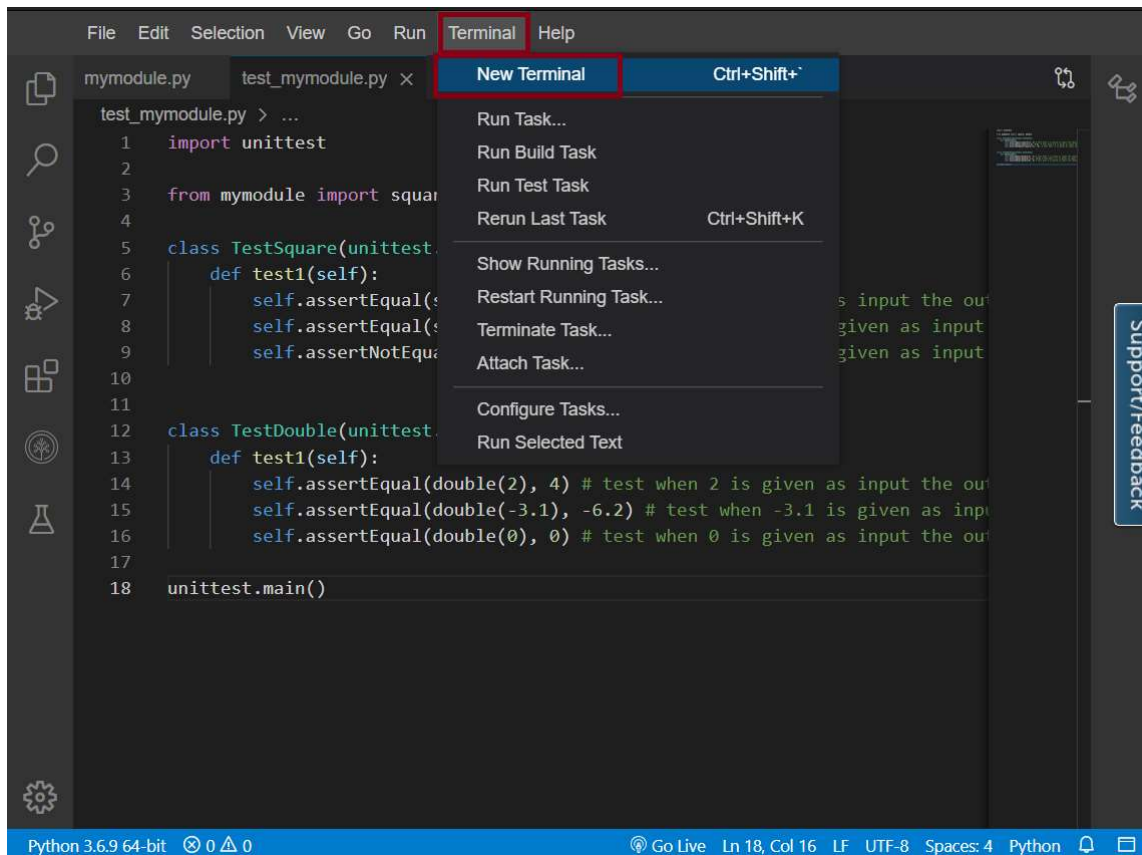 File Edit Selection View Go Run Terminal Help
mymodule.py test_mymodule.py ×
New Terminal Ctrl+Shift+`
test_mymodule.py > ...
Run Task...
Run Build Task
Run Test Task
Rerun Last Task Ctrl+Shift+K
Show Running Tasks...
Restart Running Task...
Terminate Task...
Attach Task...
Configure Tasks...
Run Selected Text
1 import unittest
2
3 from mymodule import squar
4
5 class TestSquare(unittest.
6 def test1(self):
7 self.assertEqual(s input the out
8 self.assertEqual(s given as input
9 self.assertNotEqua given as input
10
11
12 class TestDouble(unittest.
13 def test1(self):
14 self.assertEqual(double(2), 4) # test when 2 is given as input the out
15 self.assertEqual(double(-3.1), -6.2) # test when -3.1 is given as inpu
16 self.assertEqual(double(0), 0) # test when 0 is given as input the out
17
18 unittest.main()
Support/Feedback
Python 3.6.9 64-bit 0 0 Go Live Ln 18, Col 16 LF UTF-8 Spaces: 4 Python